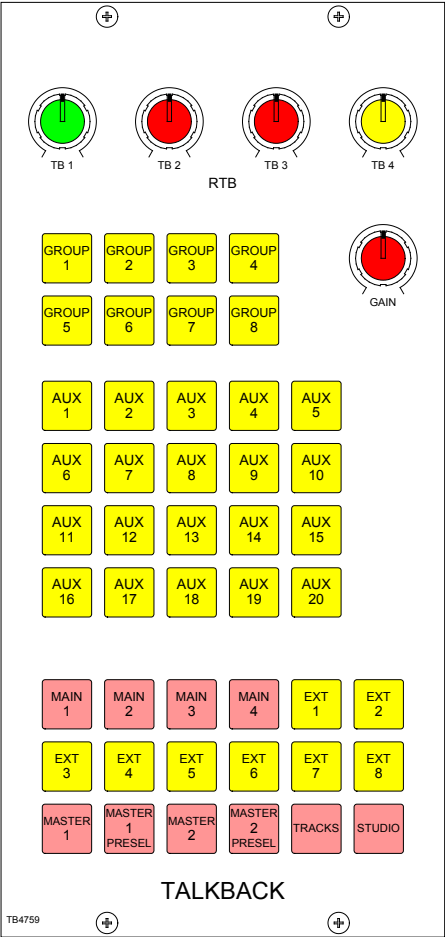 TB 1 TB 2 TB 3 TB 4
RTB
GAIN
GROUP 1 GROUP 2 GROUP 3 GROUP 4
GROUP 5 GROUP 6 GROUP 7 GROUP 8
AUX 1 AUX 2 AUX 3 AUX 4 AUX 5
AUX 6 AUX 7 AUX 8 AUX 9 AUX 10
AUX 11 AUX 12 AUX 13 AUX 14 AUX 15
AUX 16 AUX 17 AUX 18 AUX 19 AUX 20
MAIN 1 MAIN 2 MAIN 3 MAIN 4 EXT 1 EXT 2
EXT 3 EXT 4 EXT 5 EXT 6 EXT 7 EXT 8
MASTER 1 MASTER 1 PRESEL MASTER 2 MASTER 2 PRESEL TRACKS STUDIO
TALKBACK
TB4759